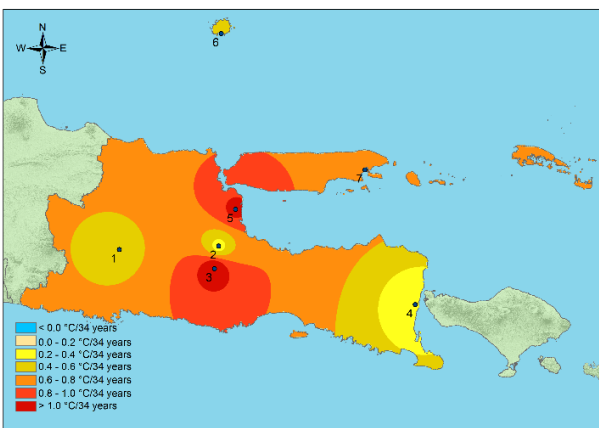 N
W E
S
6
7
5
2
1
3
4
< 0.0 °C/34 years
0.0 - 0.2 °C/34 years
0.2 - 0.4 °C/34 years
0.4 - 0.6 °C/34 years
0.6 - 0.8 °C/34 years
0.8 - 1.0 °C/34 years
> 1.0 °C/34 years